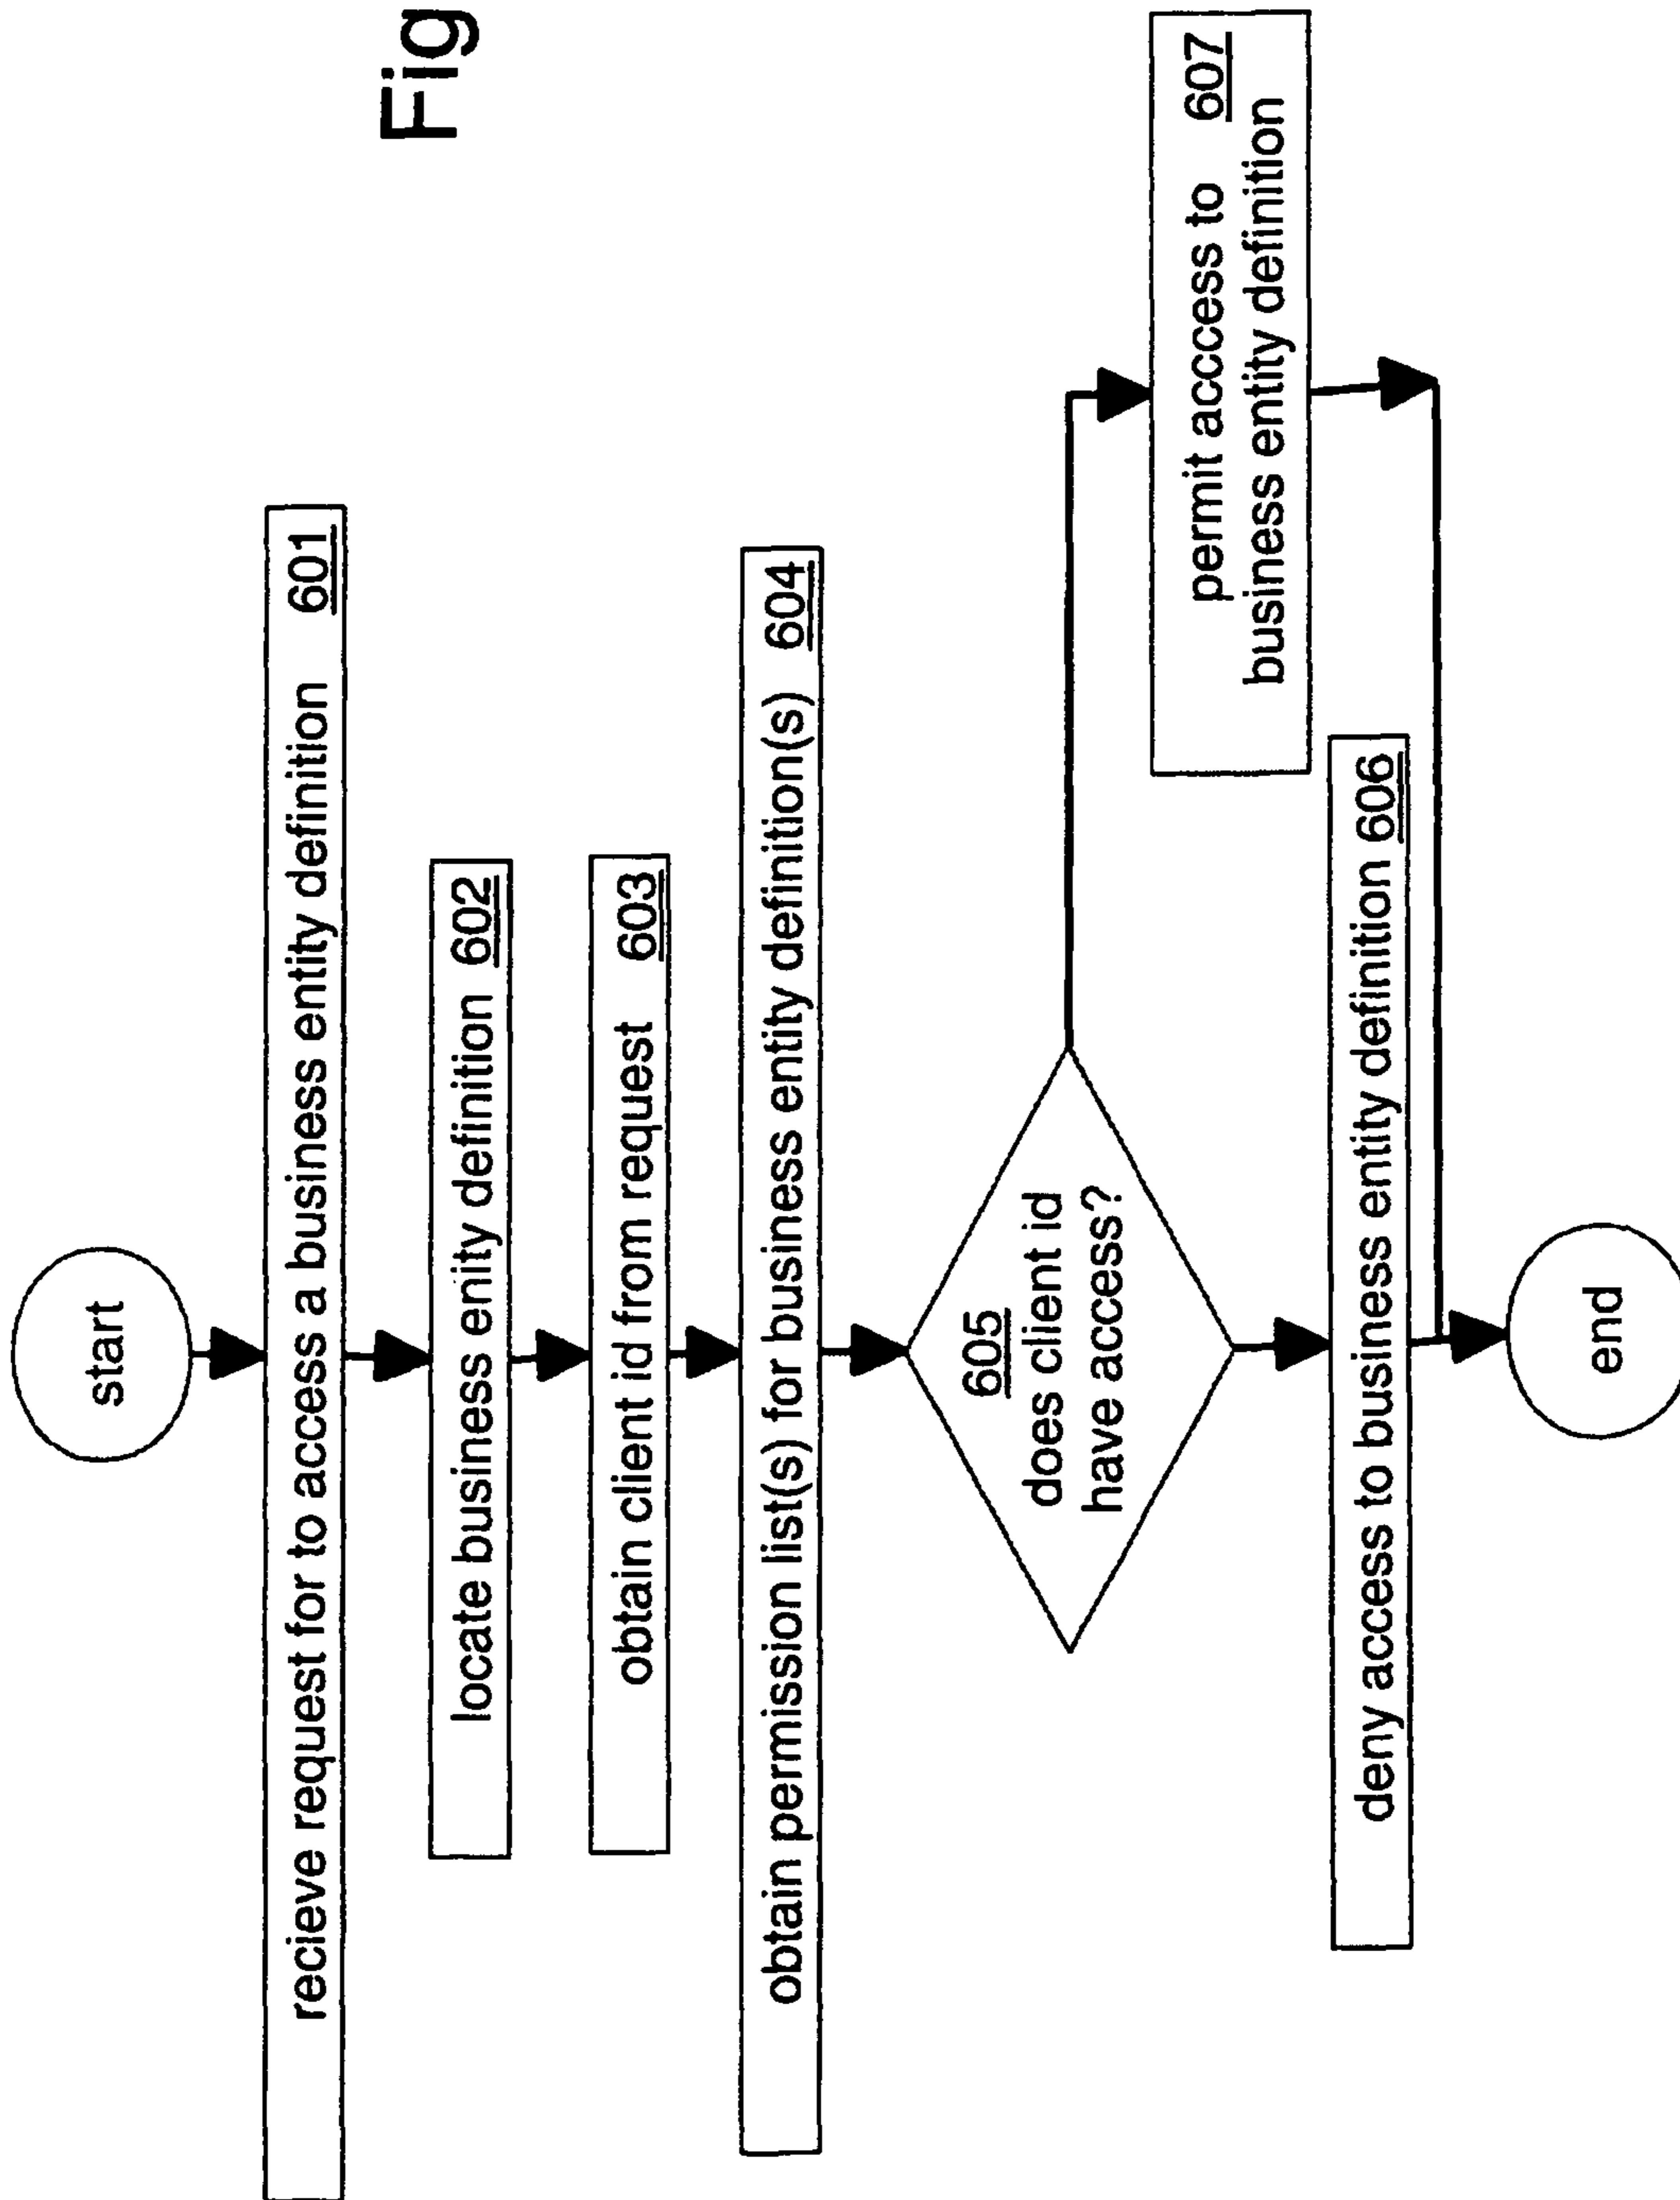 Fig
start
recieve request for to access a business entity definition 601
locate business enity definition 602
obtain client id from request 603
obtain permission list(s) for business entity definition(s) 604
605
does client id
have access?
permit access to 607
business entity definition
deny access to business entity definition 606
end